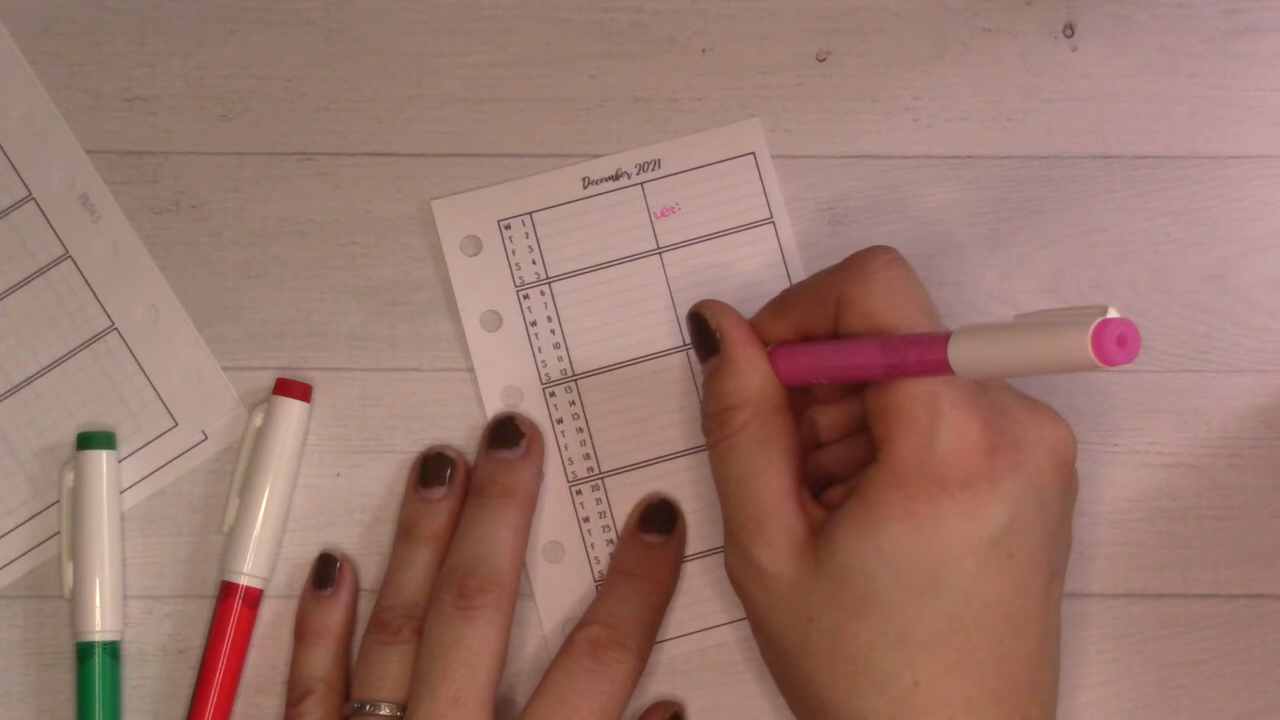 December 2021
W 1
T 2
F 3
S 4
S 5
M 6
T 7
W 8
T 9
F 10
S 11
S 12
M 13
T 14
W 15
T 16
F 17
S 18
S 19
M 20
T 21
W 22
T 23
F 24
S
S